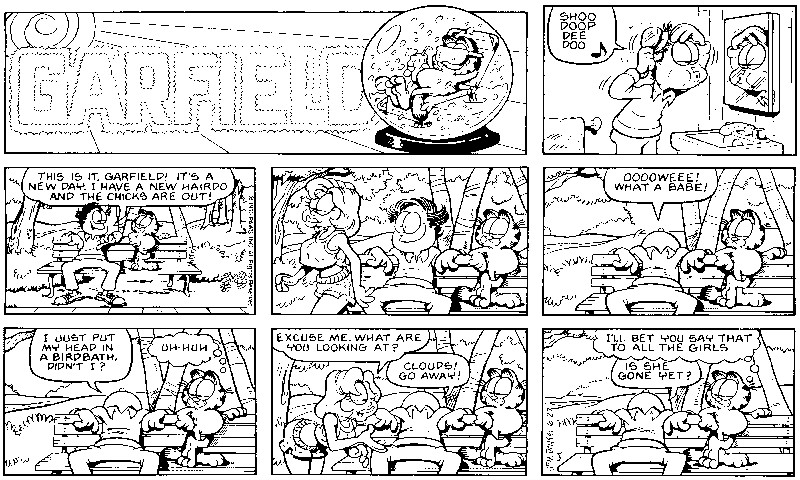 GARFIELD
SHOO
DOOP
DEE
DOO
THIS IS IT, GARFIELD! IT'S A
NEW DAY. I HAVE A NEW HAIRDO
AND THE CHICKS ARE OUT!
OOOOWEEE!
WHAT A BABE!
I JUST PUT
MY HEAD IN
A BIRDBATH,
DIDN'T I?
UH-HUH
EXCUSE ME. WHAT ARE
YOU LOOKING AT?
CLOUDS!
GO AWAY!
I'LL BET YOU SAY THAT
TO ALL THE GIRLS
IS SHE
GONE YET?